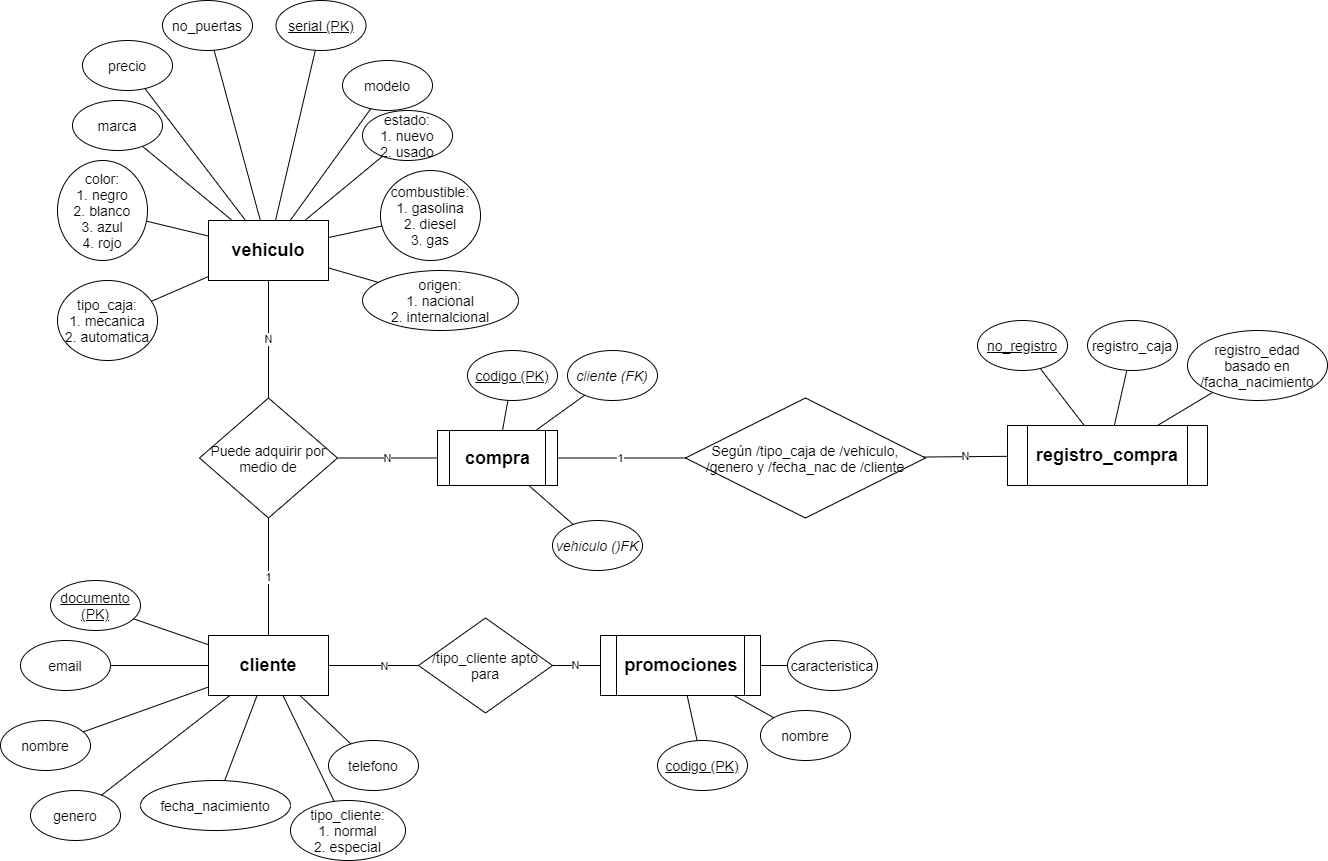 no_puertas
serial (PK)
precio
modelo
marca
estado:
1. nuevo
2. usado
color:
1. negro
2. blanco
3. azul
4. rojo
combustible:
1. gasolina
2. diesel
3. gas
vehiculo
tipo_caja:
1. mecanica
2. automatica
origen:
1. nacional
2. internalcional
N
codigo (PK)
cliente (FK)
no_registro
registro_caja
registro_edad
basado en
/facha_nacimiento
Puede adquirir por
medio de
N
compra
1
Según /tipo_caja de /vehiculo,
/genero y /fecha_nac de /cliente
N
registro_compra
vehiculo ()FK
1
documento
(PK)
email
cliente
N
/tipo_cliente apto
para
N
promociones
caracteristica
nombre
telefono
codigo (PK)
nombre
genero
fecha_nacimiento
tipo_cliente:
1. normal
2. especial